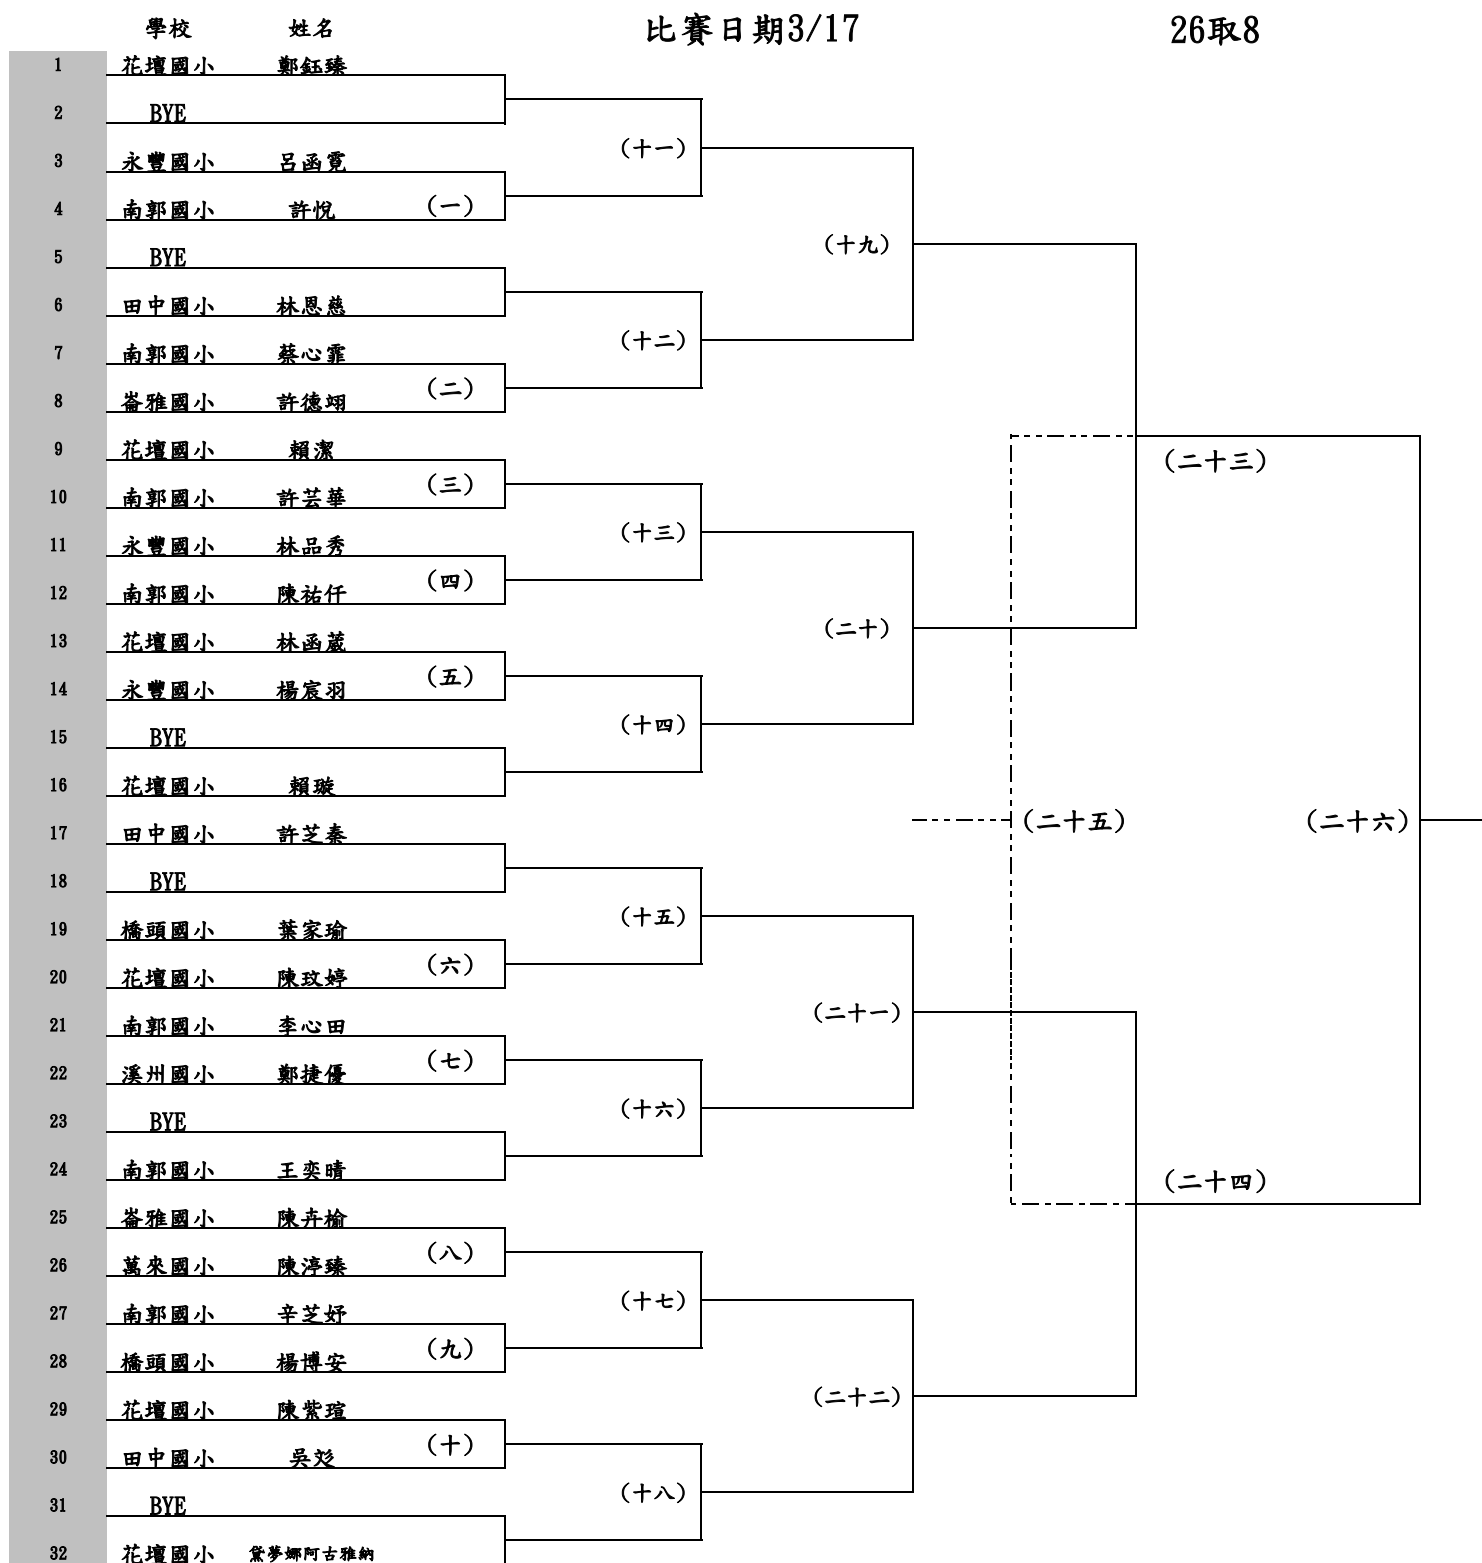 學校 姓名 比賽日期3/17 26取8
1 花壇國小 鄭鈺臻
2 BYE
(十一)
3 永豐國小 呂函霓
4 南郭國小 許悅 (一)
(十九)
5 BYE
6 田中國小 林恩慈
(十二)
7 南郭國小 蔡心霏
8 崙雅國小 許德翊 (二)
9 花壇國小 賴潔
(二十三)
10 南郭國小 許芸華 (三)
(十三)
11 永豐國小 林品秀
12 南郭國小 陳祐仟 (四)
(二十)
13 花壇國小 林函葳
14 永豐國小 楊宸羽 (五)
(十四)
15 BYE
16 花壇國小 賴璇
17 田中國小 許芝秦
(二十五) (二十六)
18 BYE
(十五)
19 橋頭國小 葉家瑜
20 花壇國小 陳玟婷 (六)
(二十一)
21 南郭國小 李心田
22 溪州國小 鄭捷優 (七)
(十六)
23 BYE
24 南郭國小 王奕晴
(二十四)
25 崙雅國小 陳卉榆
26 萬來國小 陳渟臻 (八)
(十七)
27 南郭國小 辛芝妤
28 橋頭國小 楊博安 (九)
(二十二)
29 花壇國小 陳紫瑄
30 田中國小 吳彣 (十)
(十八)
31 BYE
32 花壇國小 黛夢娜阿古雅納